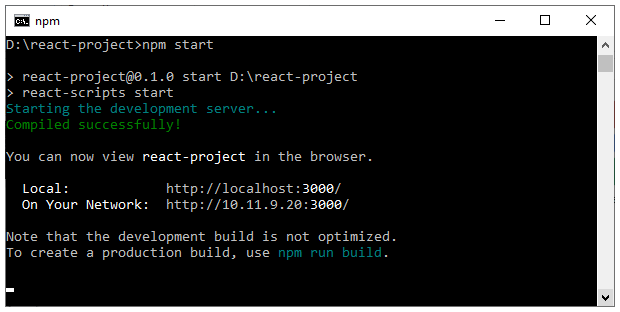 npm
D:\react-project>npm start
> react-project@0.1.0 start D:\react-project
> react-scripts start
Starting the development server...
Compiled successfully!
You can now view react-project in the browser.
Local: http://localhost:3000/
On Your Network: http://10.11.9.20:3000/
Note that the development build is not optimized.
To create a production build, use npm run build.